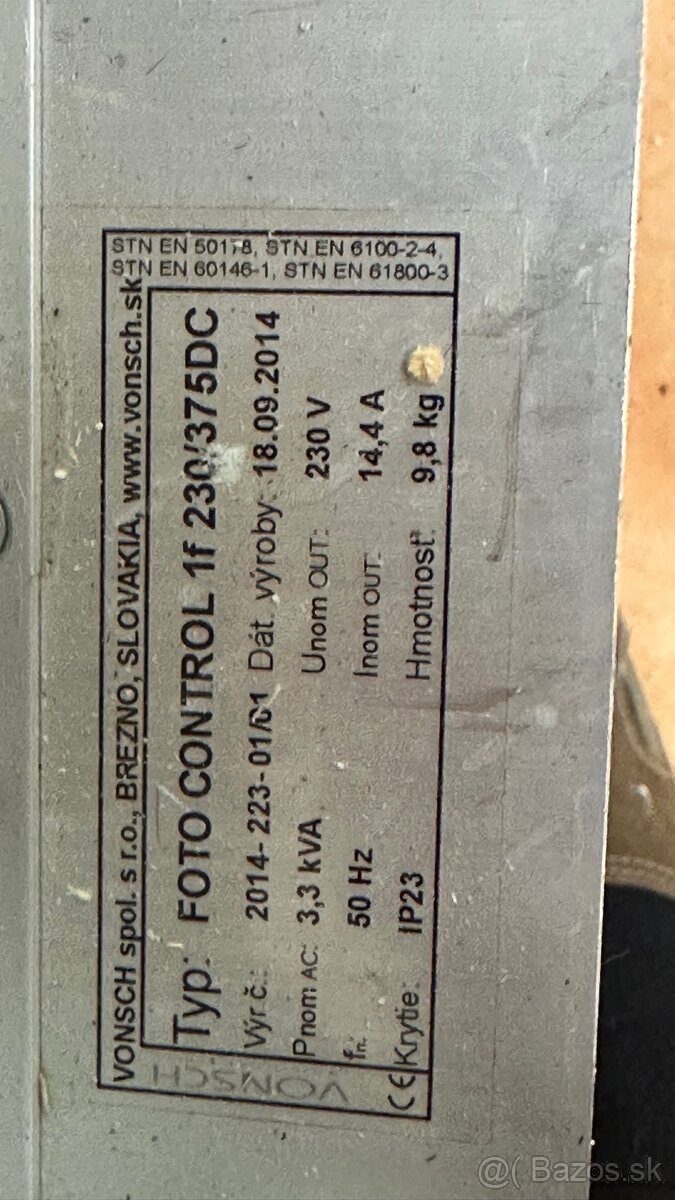 STN EN 50178, STN EN 6100-2-4,
STN EN 60146-1, STN EN 61800-3
VONSCH spol. s r.o., BREZNO, SLOVAKIA, www.vonsch.sk
Typ: FOTO CONTROL 1f 230/375DC
Výr.č.: 2014-223-01/01 Dát. výroby: 18.09.2014
Pnom AC: 3,3 kVA Unom OUT: 230 V
fn: 50 Hz Inom OUT: 14,4 A
Krytie: IP23 Hmotnosť: 9,8 kg
VONSCH
CE
@( Bazos.sk